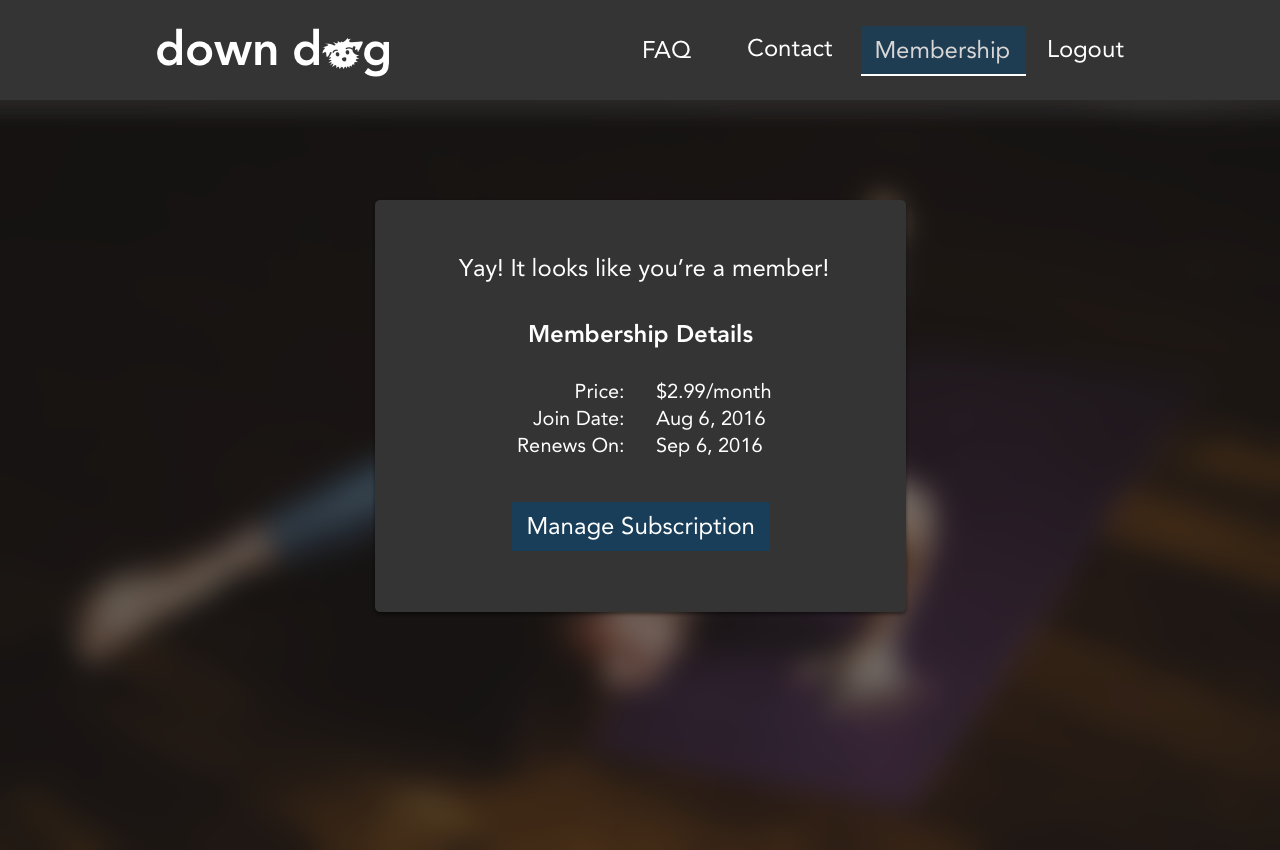 down dog
FAQ
Contact
Membership
Logout
Yay! It looks like you’re a member!
Membership Details
Price: $2.99/month
Join Date: Aug 6, 2016
Renews On: Sep 6, 2016
Manage Subscription